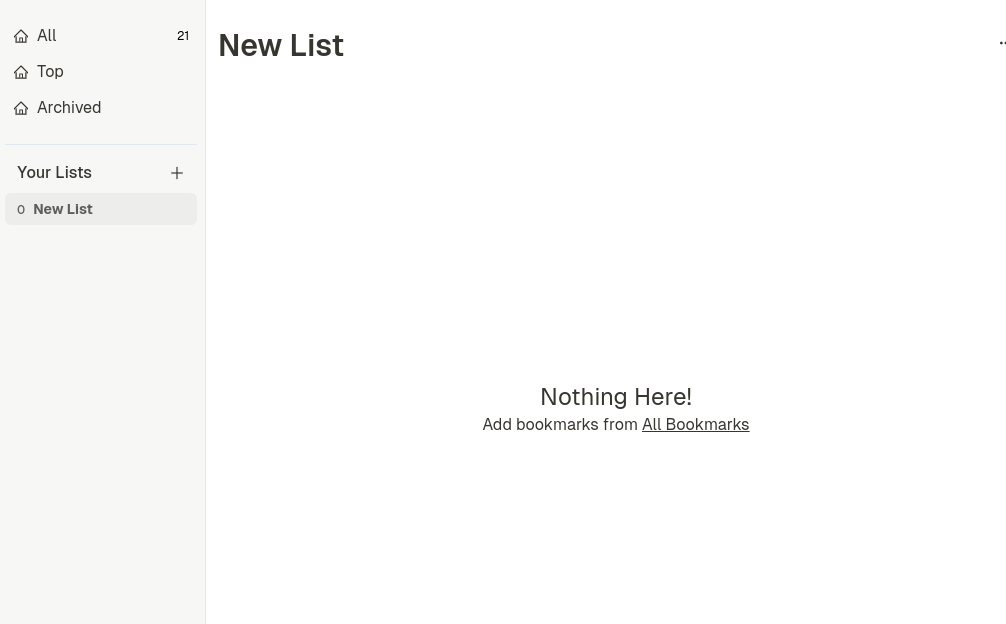 All 21
Top
Archived
Your Lists
0 New List
New List
Nothing Here!
Add bookmarks from All Bookmarks